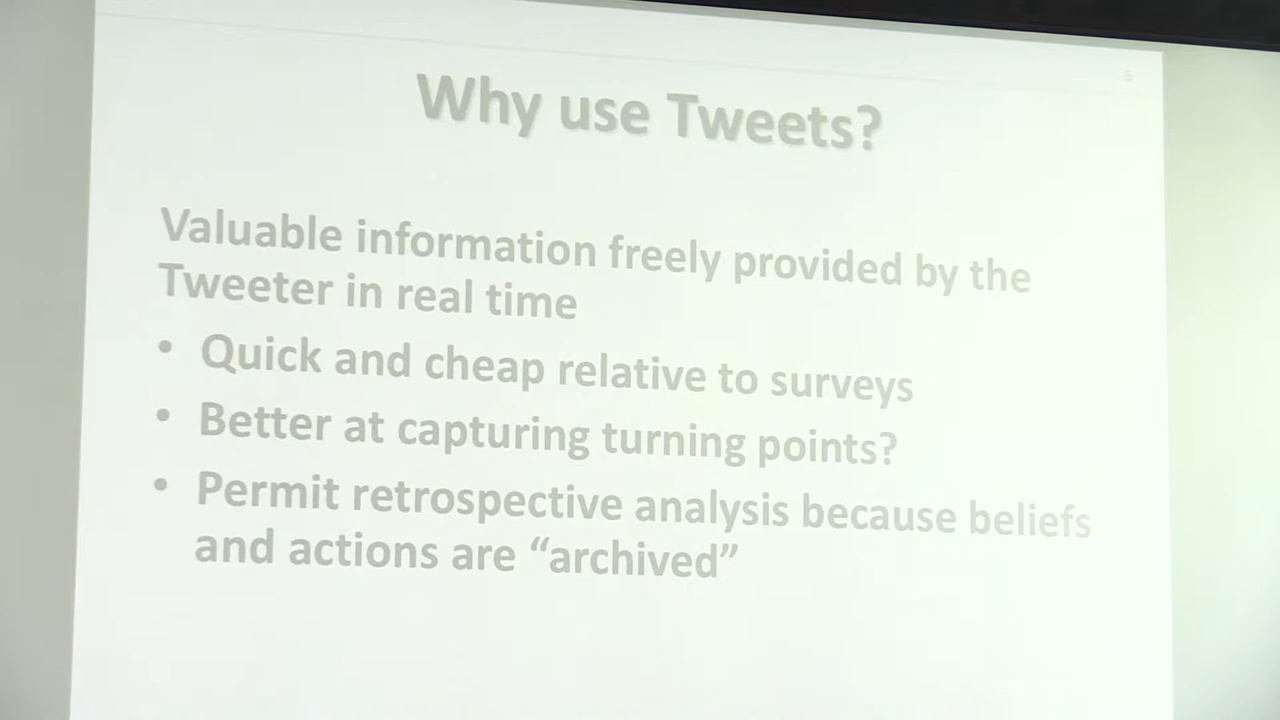 6
Why use Tweets?
Valuable information freely provided by the
Tweeter in real time
• Quick and cheap relative to surveys
• Better at capturing turning points?
• Permit retrospective analysis because beliefs
and actions are “archived”